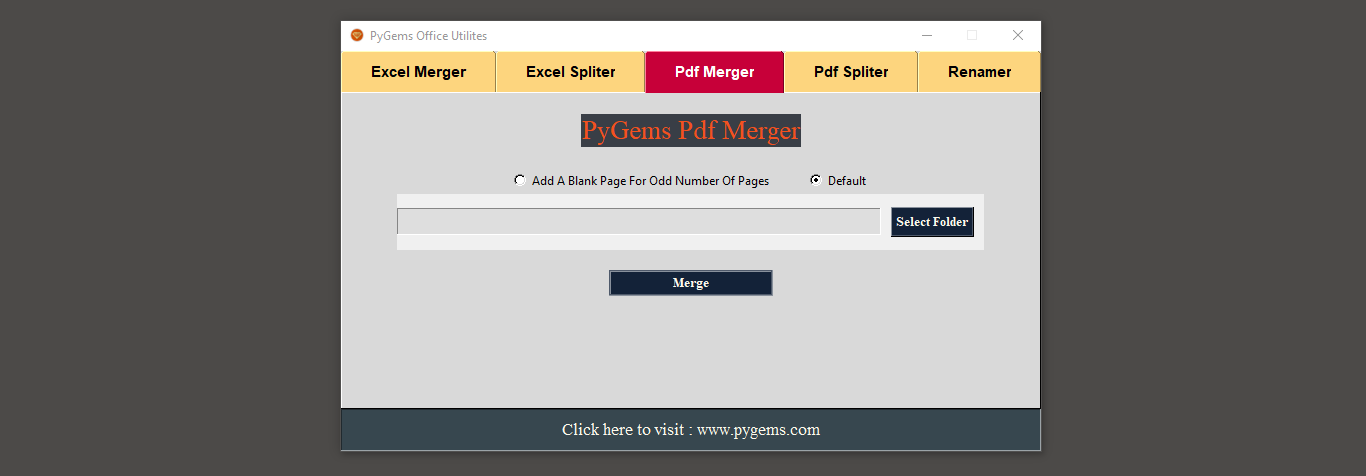 PyGems Office Utilites
Excel Merger Excel Spliter Pdf Merger Pdf Spliter Renamer
PyGems Pdf Merger
Add A Blank Page For Odd Number Of Pages Default
Select Folder
Merge
Click here to visit : www.pygems.com